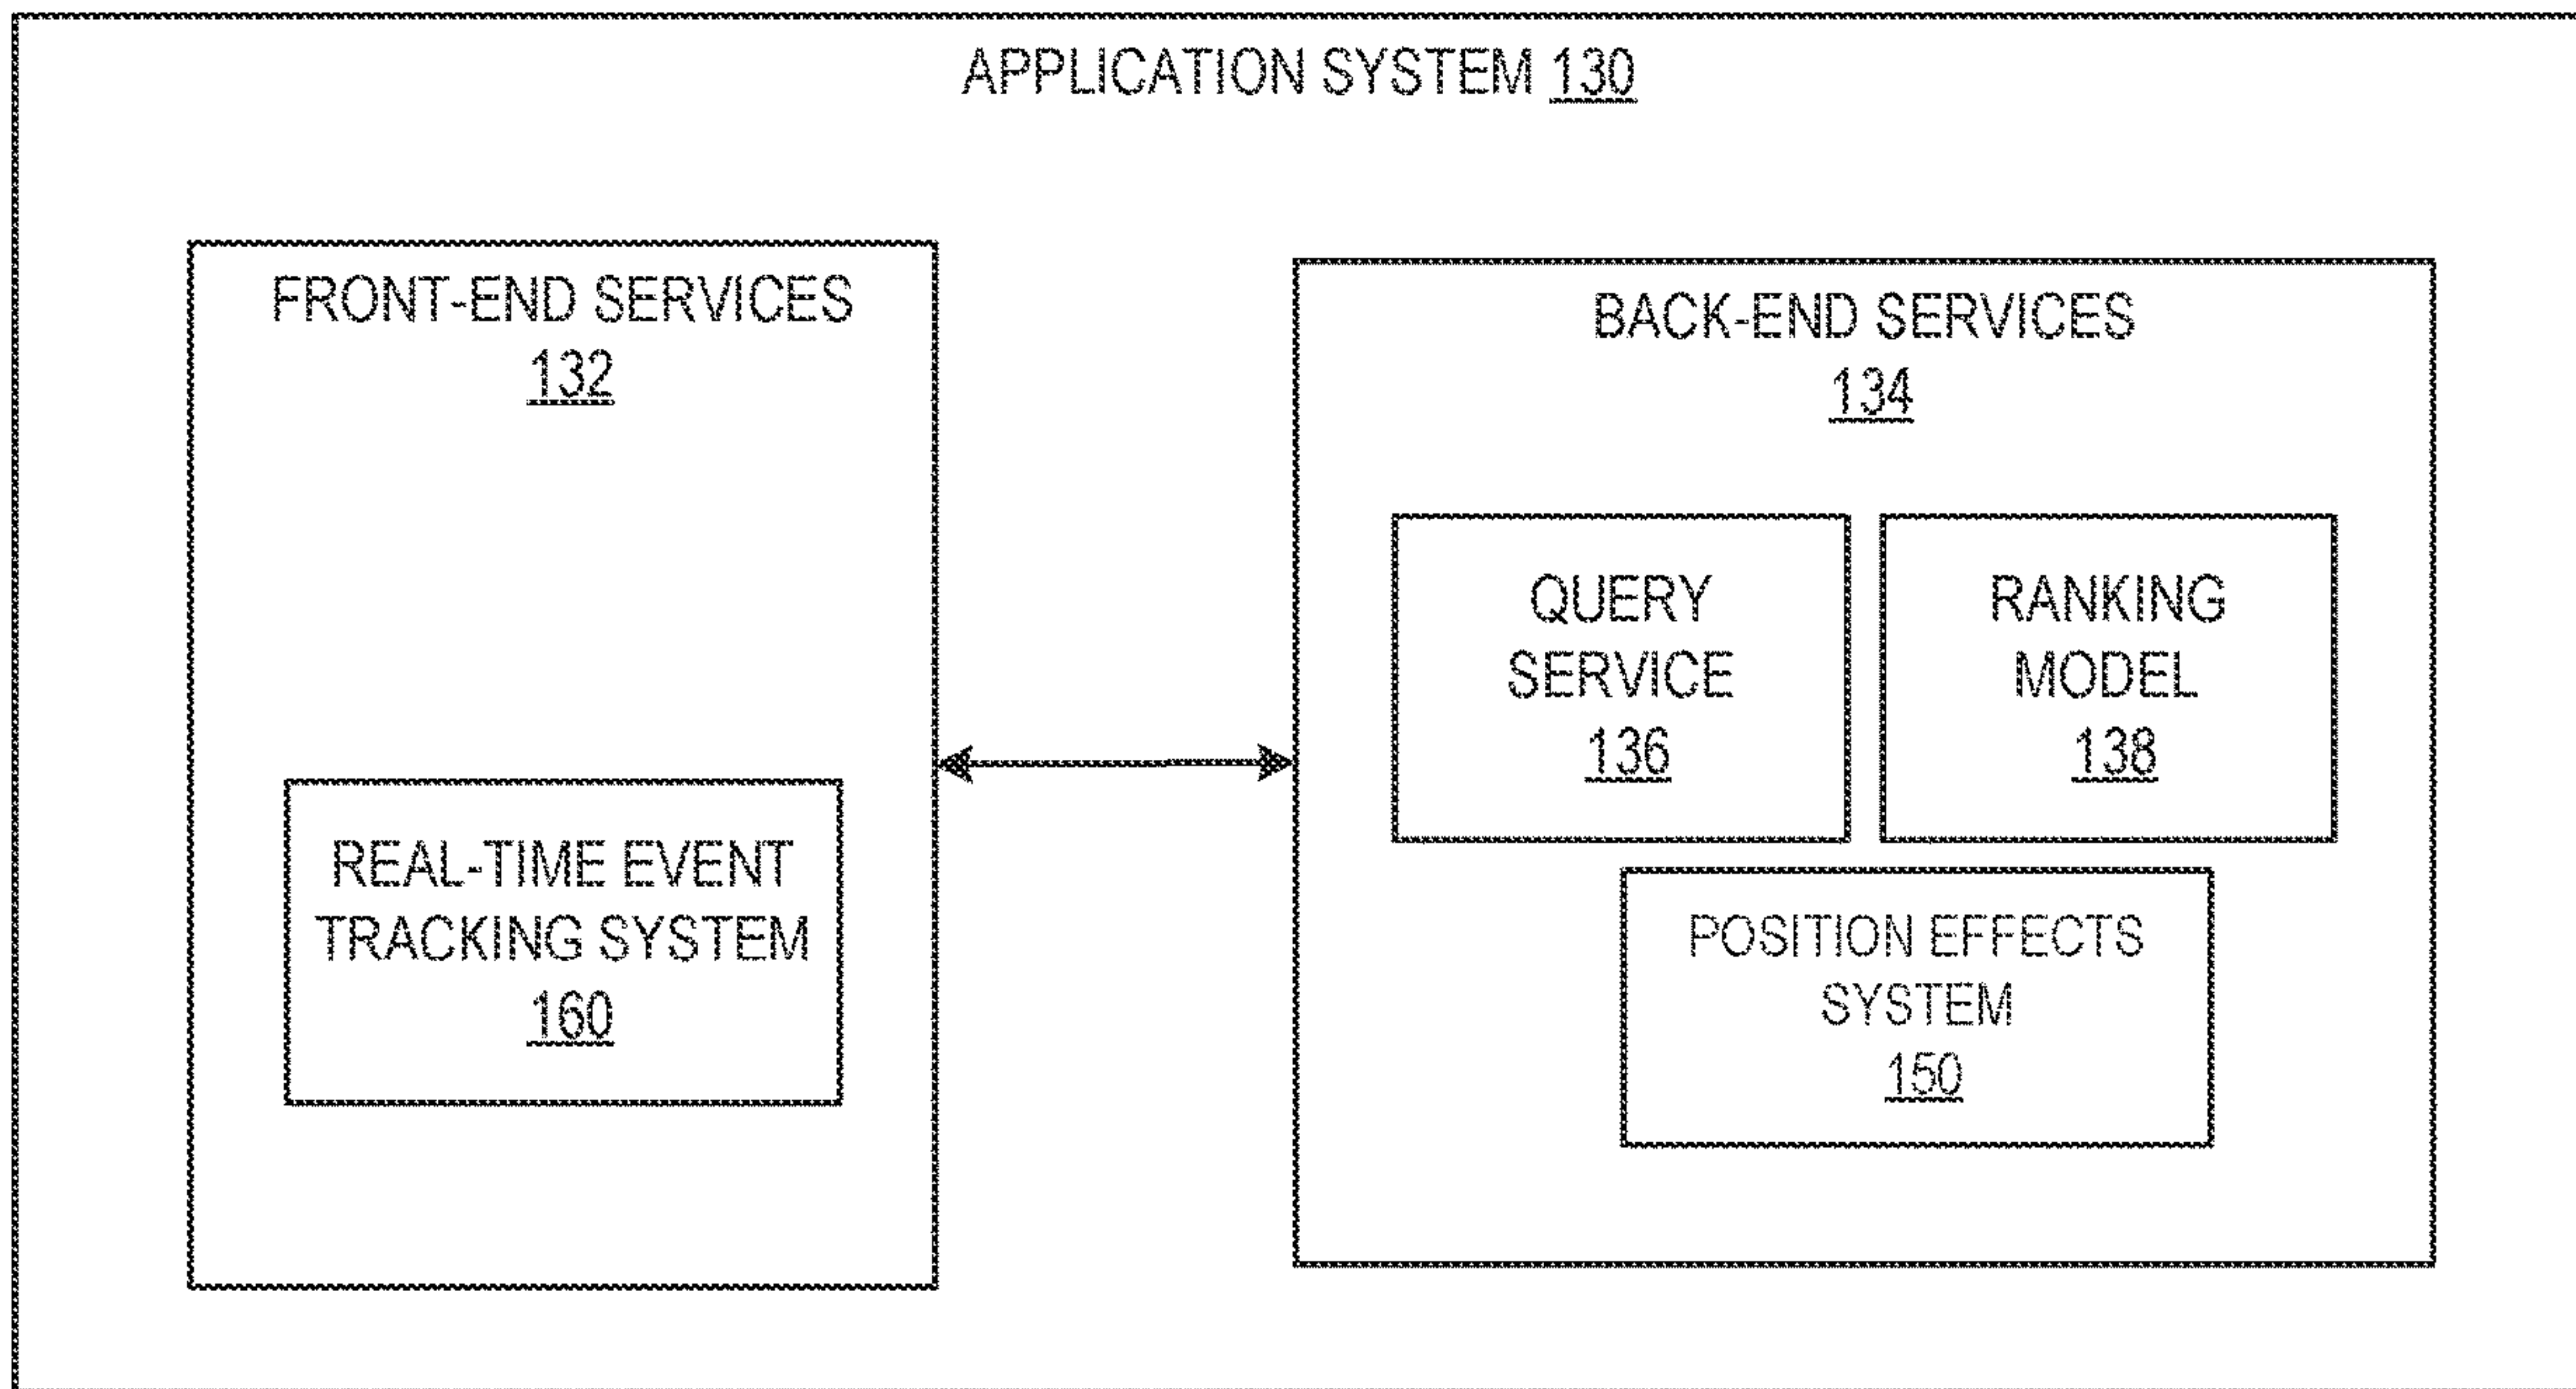 APPLICATION SYSTEM 130
FRONT-END SERVICES
132
REAL-TIME EVENT
TRACKING SYSTEM
160
BACK-END SERVICES
134
QUERY
SERVICE
136
RANKING
MODEL
138
POSITION EFFECTS
SYSTEM
150